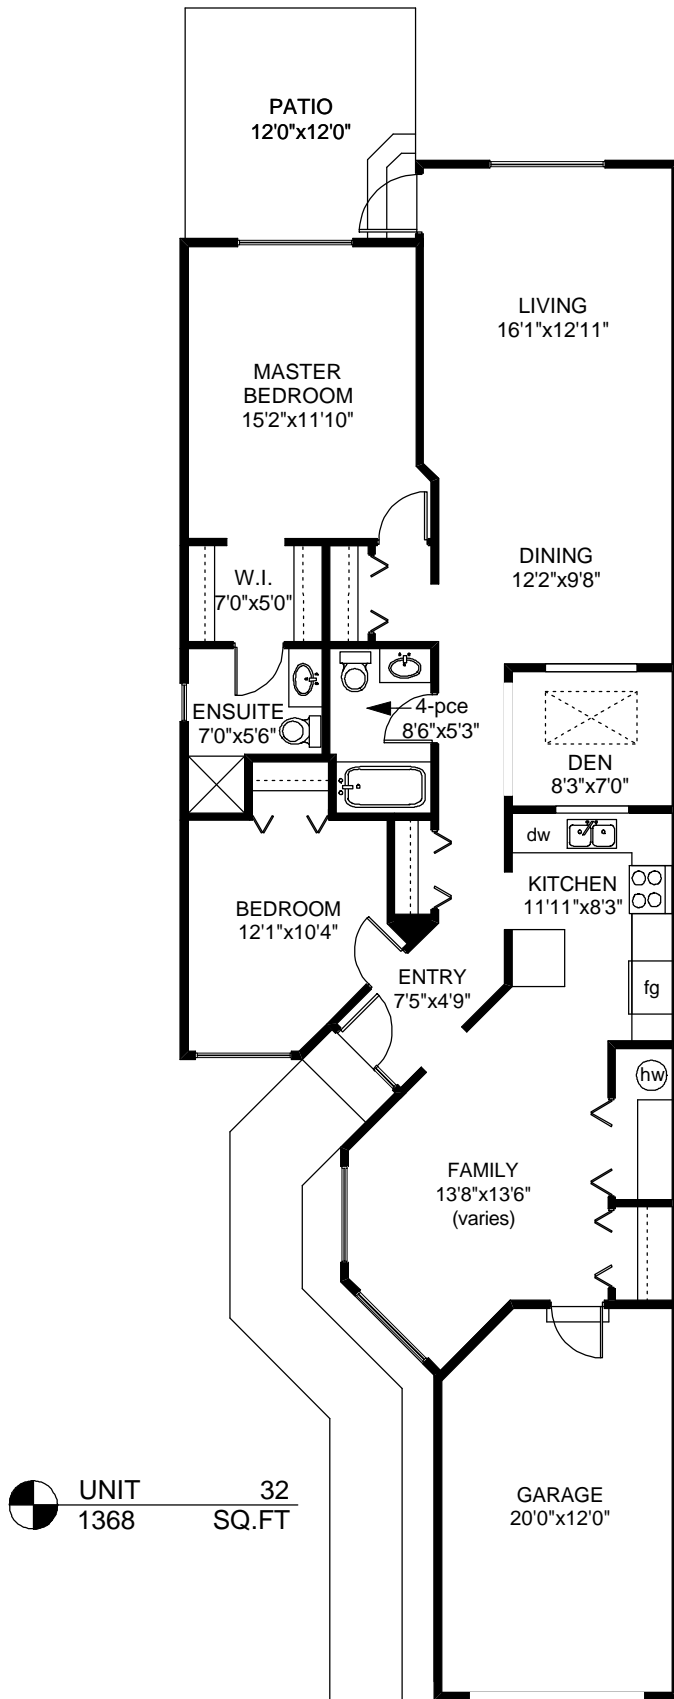 PATIO
12'0"x12'0"
LIVING
16'1"x12'11"
MASTER
BEDROOM
15'2"x11'10"
DINING
12'2"x9'8"
W.I.
7'0"x5'0"
ENSUITE
7'0"x5'6"
4-pce
8'6"x5'3"
DEN
8'3"x7'0"
dw
KITCHEN
11'11"x8'3"
BEDROOM
12'1"x10'4"
ENTRY
7'5"x4'9"
fg
hw
FAMILY
13'8"x13'6"
(varies)
UNIT 32
1368 SQ.FT
GARAGE
20'0"x12'0"